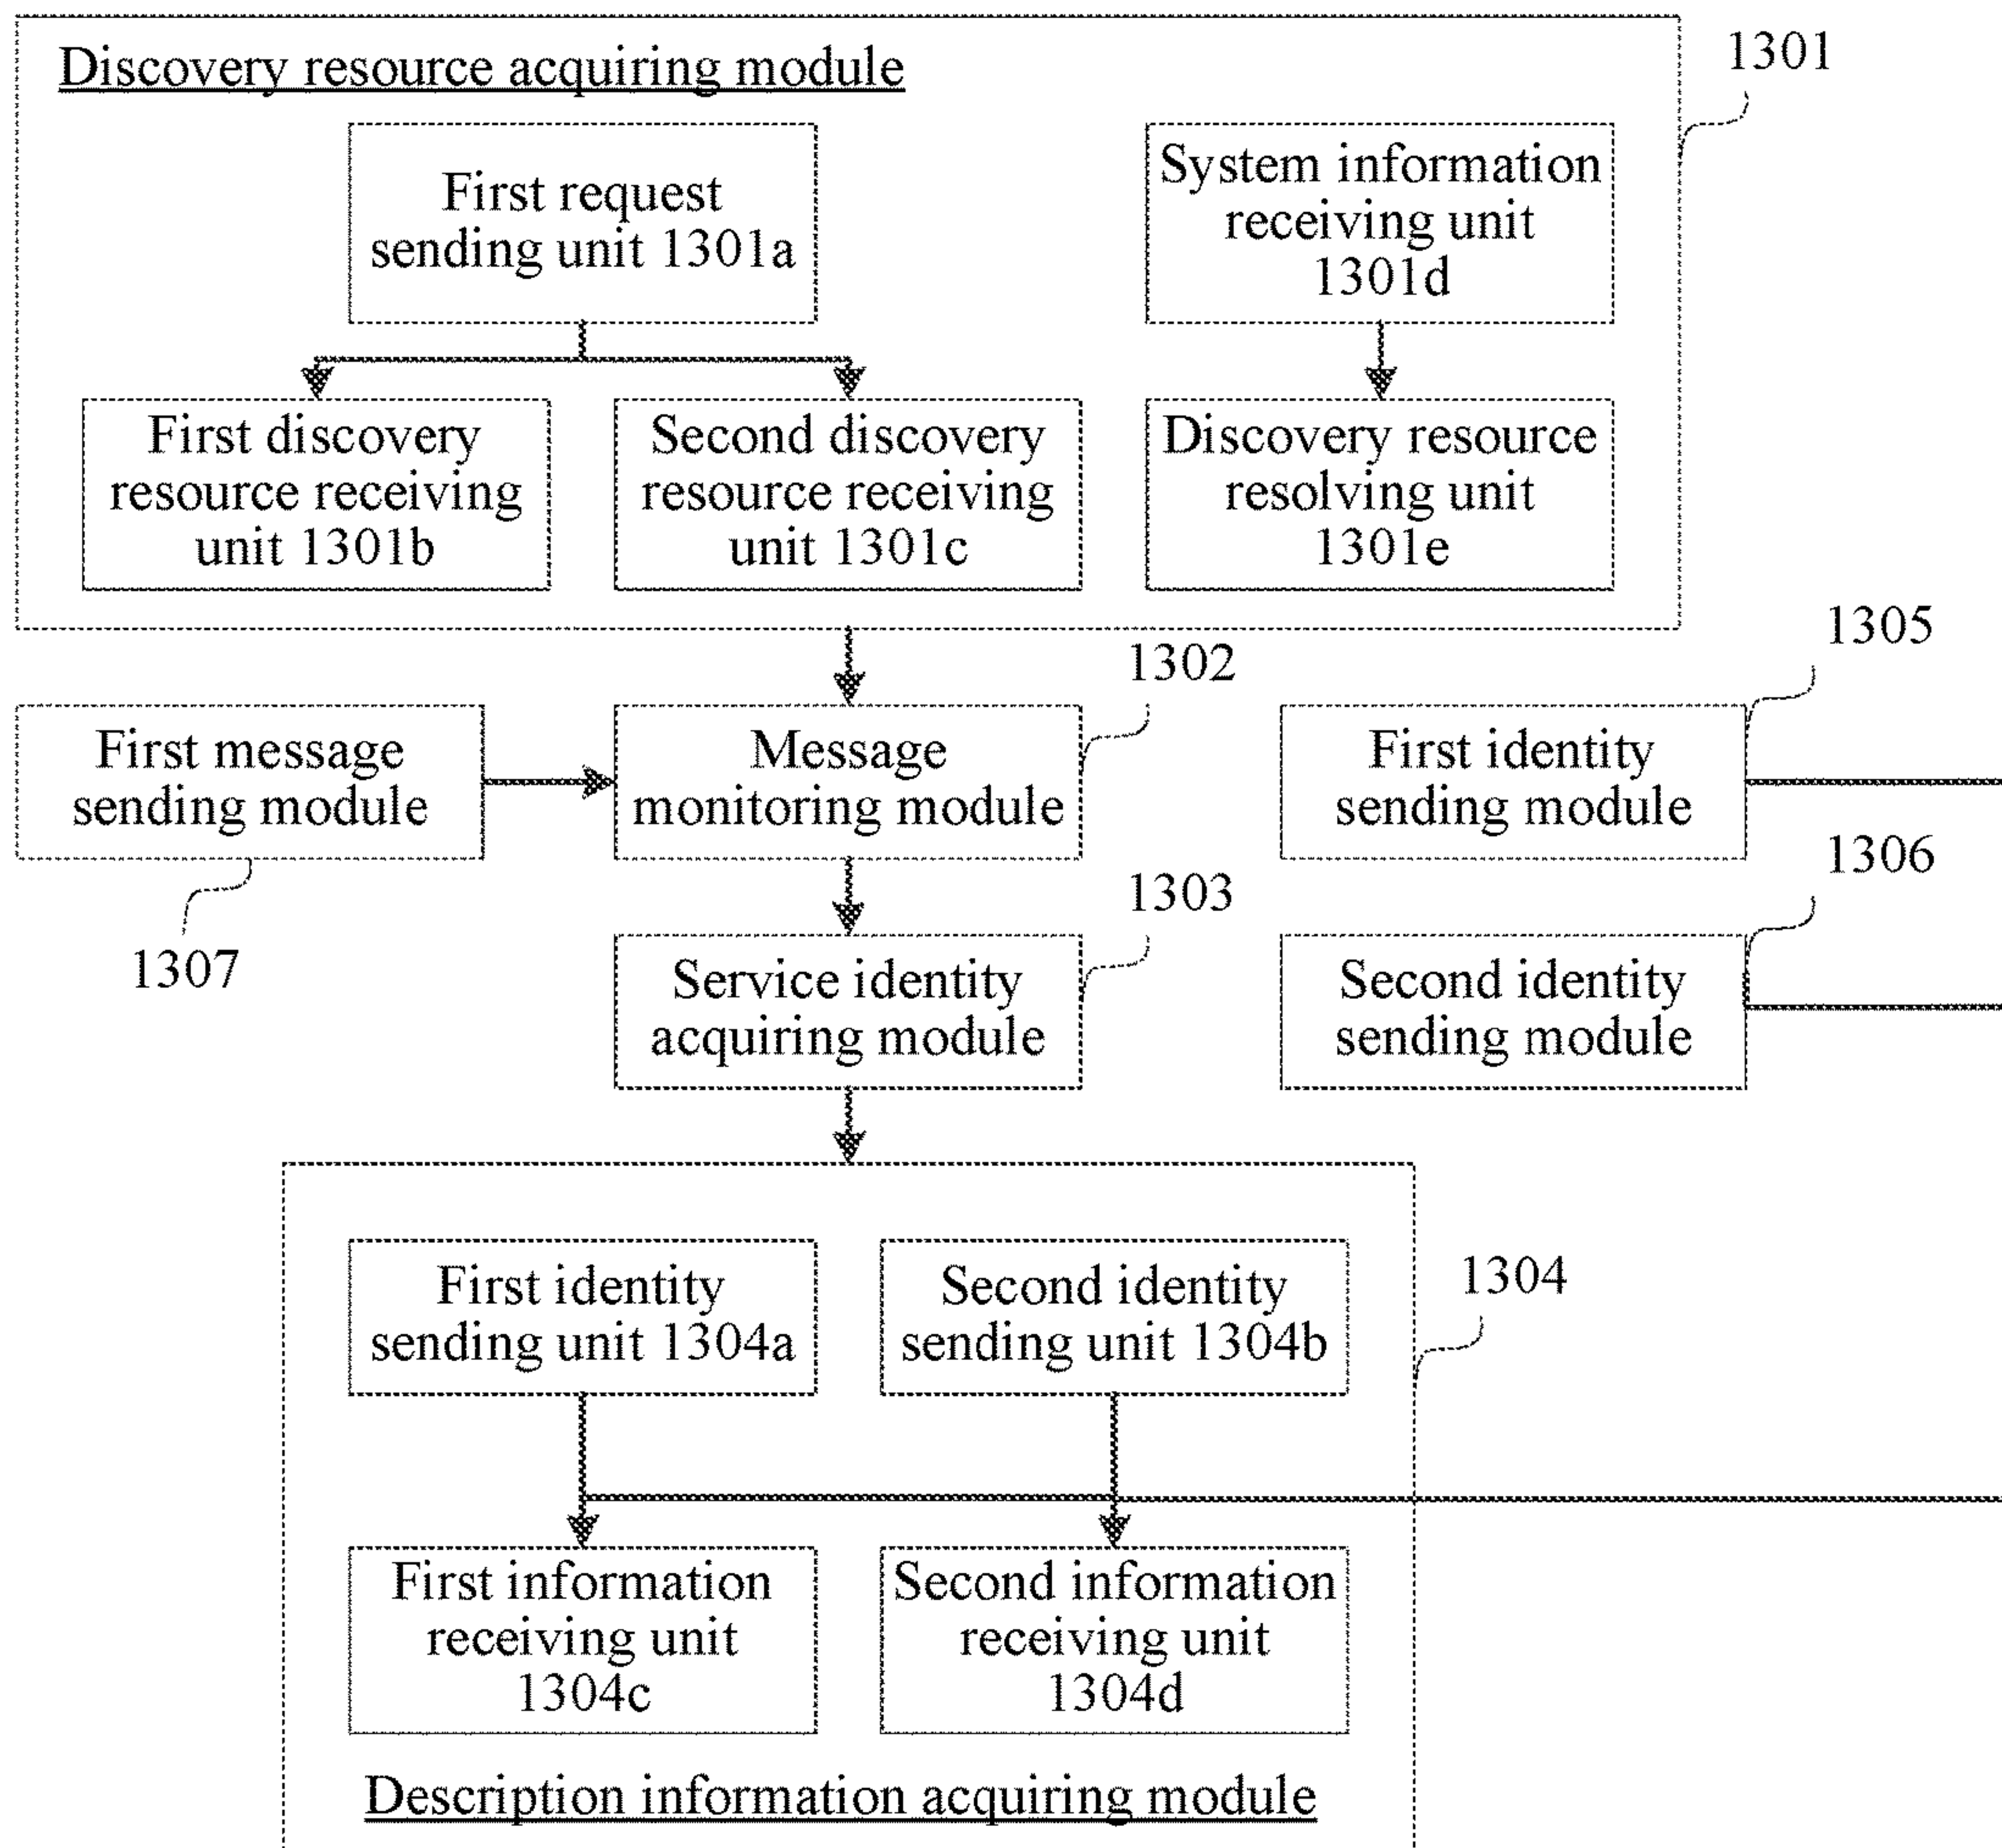 Discovery resource acquiring module
1301
First request
sending unit 1301a
System information
receiving unit
1301d
First discovery
resource receiving
unit 1301b
Second discovery
resource receiving
unit 1301c
Discovery resource
resolving unit
1301e
1302
1305
First message
sending module
Message
monitoring module
First identity
sending module
1307
1303
1306
Service identity
acquiring module
Second identity
sending module
First identity
sending unit 1304a
Second identity
sending unit 1304b
1304
First information
receiving unit
1304c
Second information
receiving unit
1304d
Description information acquiring module